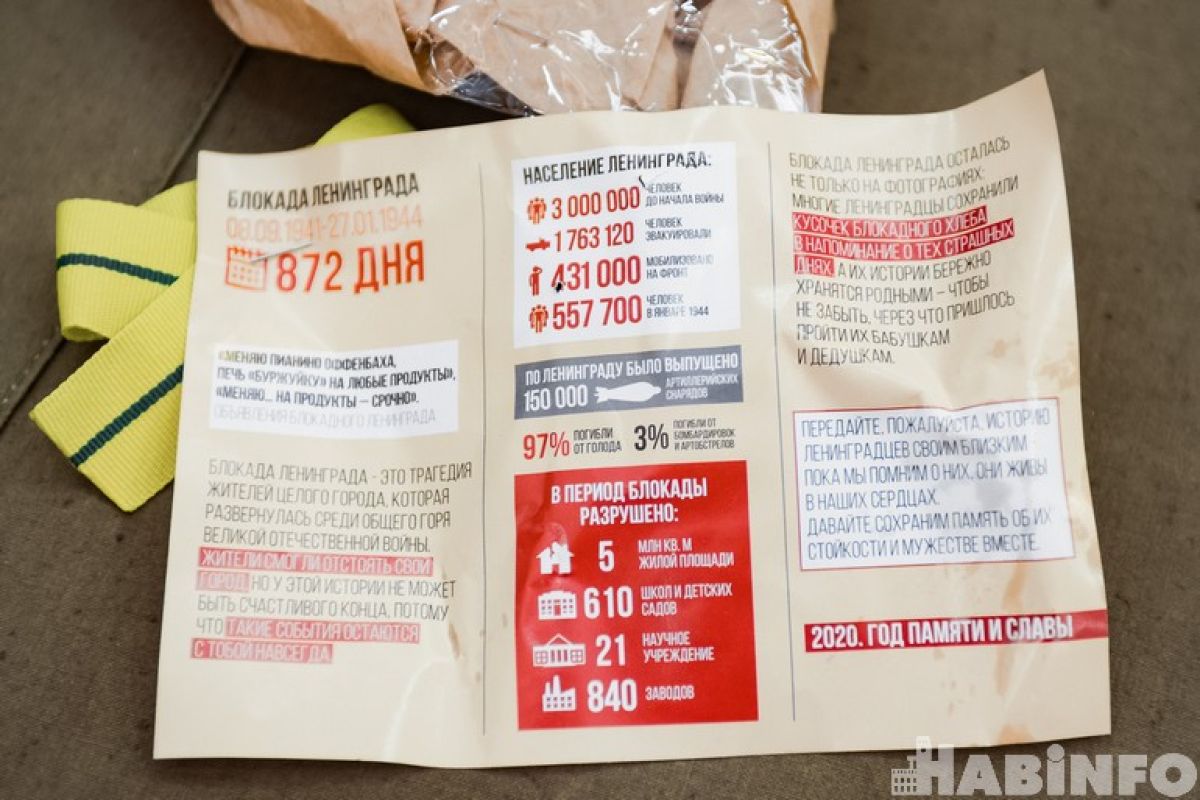 БЛОКАДА ЛЕНИНГРАДА
08.09.1941-27.01.1944
872 ДНЯ
«МЕНЯЮ ПИАНИНО ОФФЕНБАХА,
ПЕЧЬ «БУРЖУЙКУ» НА ЛЮБЫЕ ПРОДУКТЫ»,
«МЕНЯЮ... НА ПРОДУКТЫ – СРОЧНО».
ОБЪЯВЛЕНИЯ БЛОКАДНОГО ЛЕНИНГРАДА
БЛОКАДА ЛЕНИНГРАДА - ЭТО ТРАГЕДИЯ
ЖИТЕЛЕЙ ЦЕЛОГО ГОРОДА, КОТОРАЯ
РАЗВЕРНУЛАСЬ СРЕДИ ОБЩЕГО ГОРЯ
ВЕЛИКОЙ ОТЕЧЕСТВЕННОЙ ВОЙНЫ.
ЖИТЕЛИ СМОГЛИ ОТСТОЯТЬ СВОЙ
ГОРОД, НО У ЭТОЙ ИСТОРИИ НЕ МОЖЕТ
БЫТЬ СЧАСТЛИВОГО КОНЦА, ПОТОМУ
ЧТО ТАКИЕ СОБЫТИЯ ОСТАЮТСЯ
С ТОБОЙ НАВСЕГДА.
НАСЕЛЕНИЕ ЛЕНИНГРАДА:
3 000 000 ЧЕЛОВЕК
ДО НАЧАЛА ВОЙНЫ
1 763 120 ЧЕЛОВЕК
ЭВАКУИРОВАЛИ
431 000 МОБИЛИЗОВАНО
НА ФРОНТ
557 700 ЧЕЛОВЕК
В ЯНВАРЕ 1944
ПО ЛЕНИНГРАДУ БЫЛО ВЫПУЩЕНО
150 000 АРТИЛЛЕРИЙСКИХ
СНАРЯДОВ
97% ПОГИБЛИ
ОТ ГОЛОДА
3% ПОГИБЛИ ОТ
БОМБАРДИРОВОК
И АРТОБСТРЕЛОВ
В ПЕРИОД БЛОКАДЫ
РАЗРУШЕНО:
5 МЛН КВ. М
ЖИЛОЙ ПЛОЩАДИ
610 ШКОЛ И ДЕТСКИХ
САДОВ
21 НАУЧНОЕ
УЧРЕЖДЕНИЕ
840 ЗАВОДОВ
БЛОКАДА ЛЕНИНГРАДА ОСТАЛАСЬ
НЕ ТОЛЬКО НА ФОТОГРАФИЯХ:
МНОГИЕ ЛЕНИНГРАДЦЫ СОХРАНИЛИ
КУСОЧЕК БЛОКАДНОГО ХЛЕБА
В НАПОМИНАНИЕ О ТЕХ СТРАШНЫХ
ДНЯХ, А ИХ ИСТОРИИ БЕРЕЖНО
ХРАНЯТСЯ РОДНЫМИ – ЧТОБЫ
НЕ ЗАБЫТЬ, ЧЕРЕЗ ЧТО ПРИШЛОСЬ
ПРОЙТИ ИХ БАБУШКАМ
И ДЕДУШКАМ.
ПЕРЕДАЙТЕ, ПОЖАЛУЙСТА, ИСТОРИЮ
ЛЕНИНГРАДЦЕВ СВОИМ БЛИЗКИМ
ПОКА МЫ ПОМНИМ О НИХ, ОНИ ЖИВЫ
В НАШИХ СЕРДЦАХ.
ДАВАЙТЕ СОХРАНИМ ПАМЯТЬ ОБ ИХ
СТОЙКОСТИ И МУЖЕСТВЕ ВМЕСТЕ.
2020. ГОД ПАМЯТИ И СЛАВЫ
HABINFO